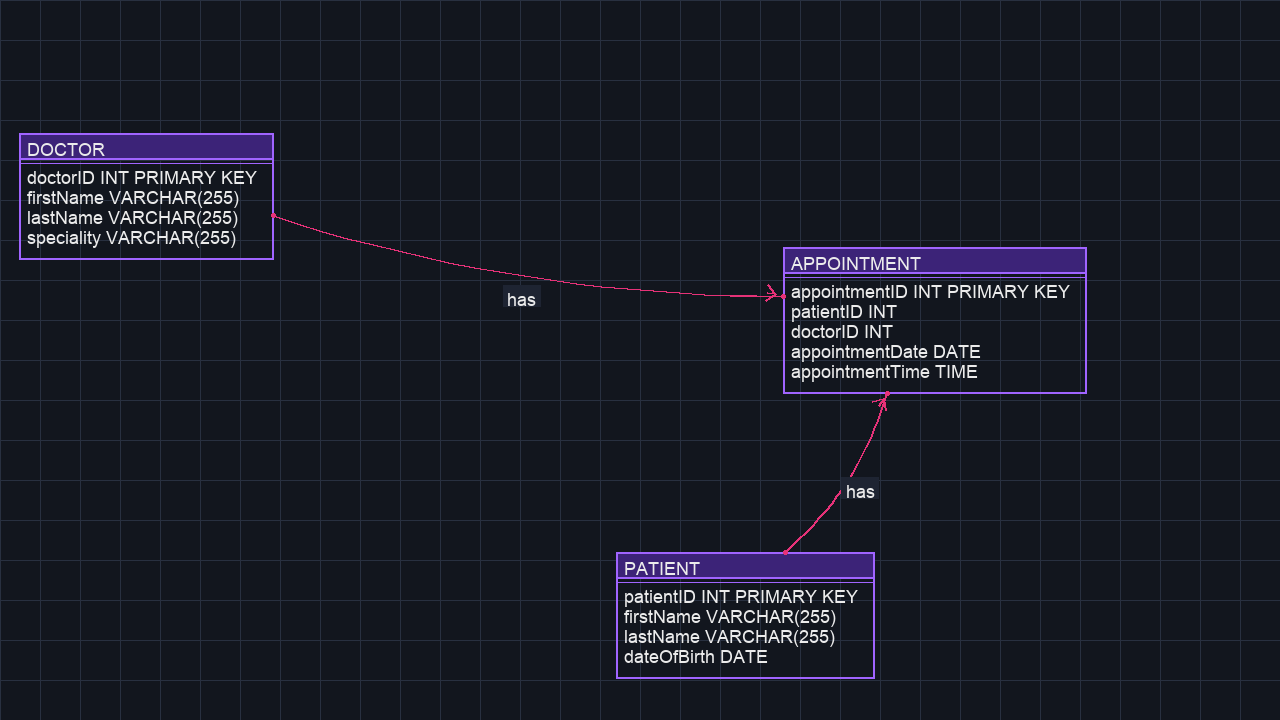 DOCTOR
doctorID INT PRIMARY KEY
firstName VARCHAR(255)
lastName VARCHAR(255)
speciality VARCHAR(255)
has
APPOINTMENT
appointmentID INT PRIMARY KEY
patientID INT
doctorID INT
appointmentDate DATE
appointmentTime TIME
has
PATIENT
patientID INT PRIMARY KEY
firstName VARCHAR(255)
lastName VARCHAR(255)
dateOfBirth DATE